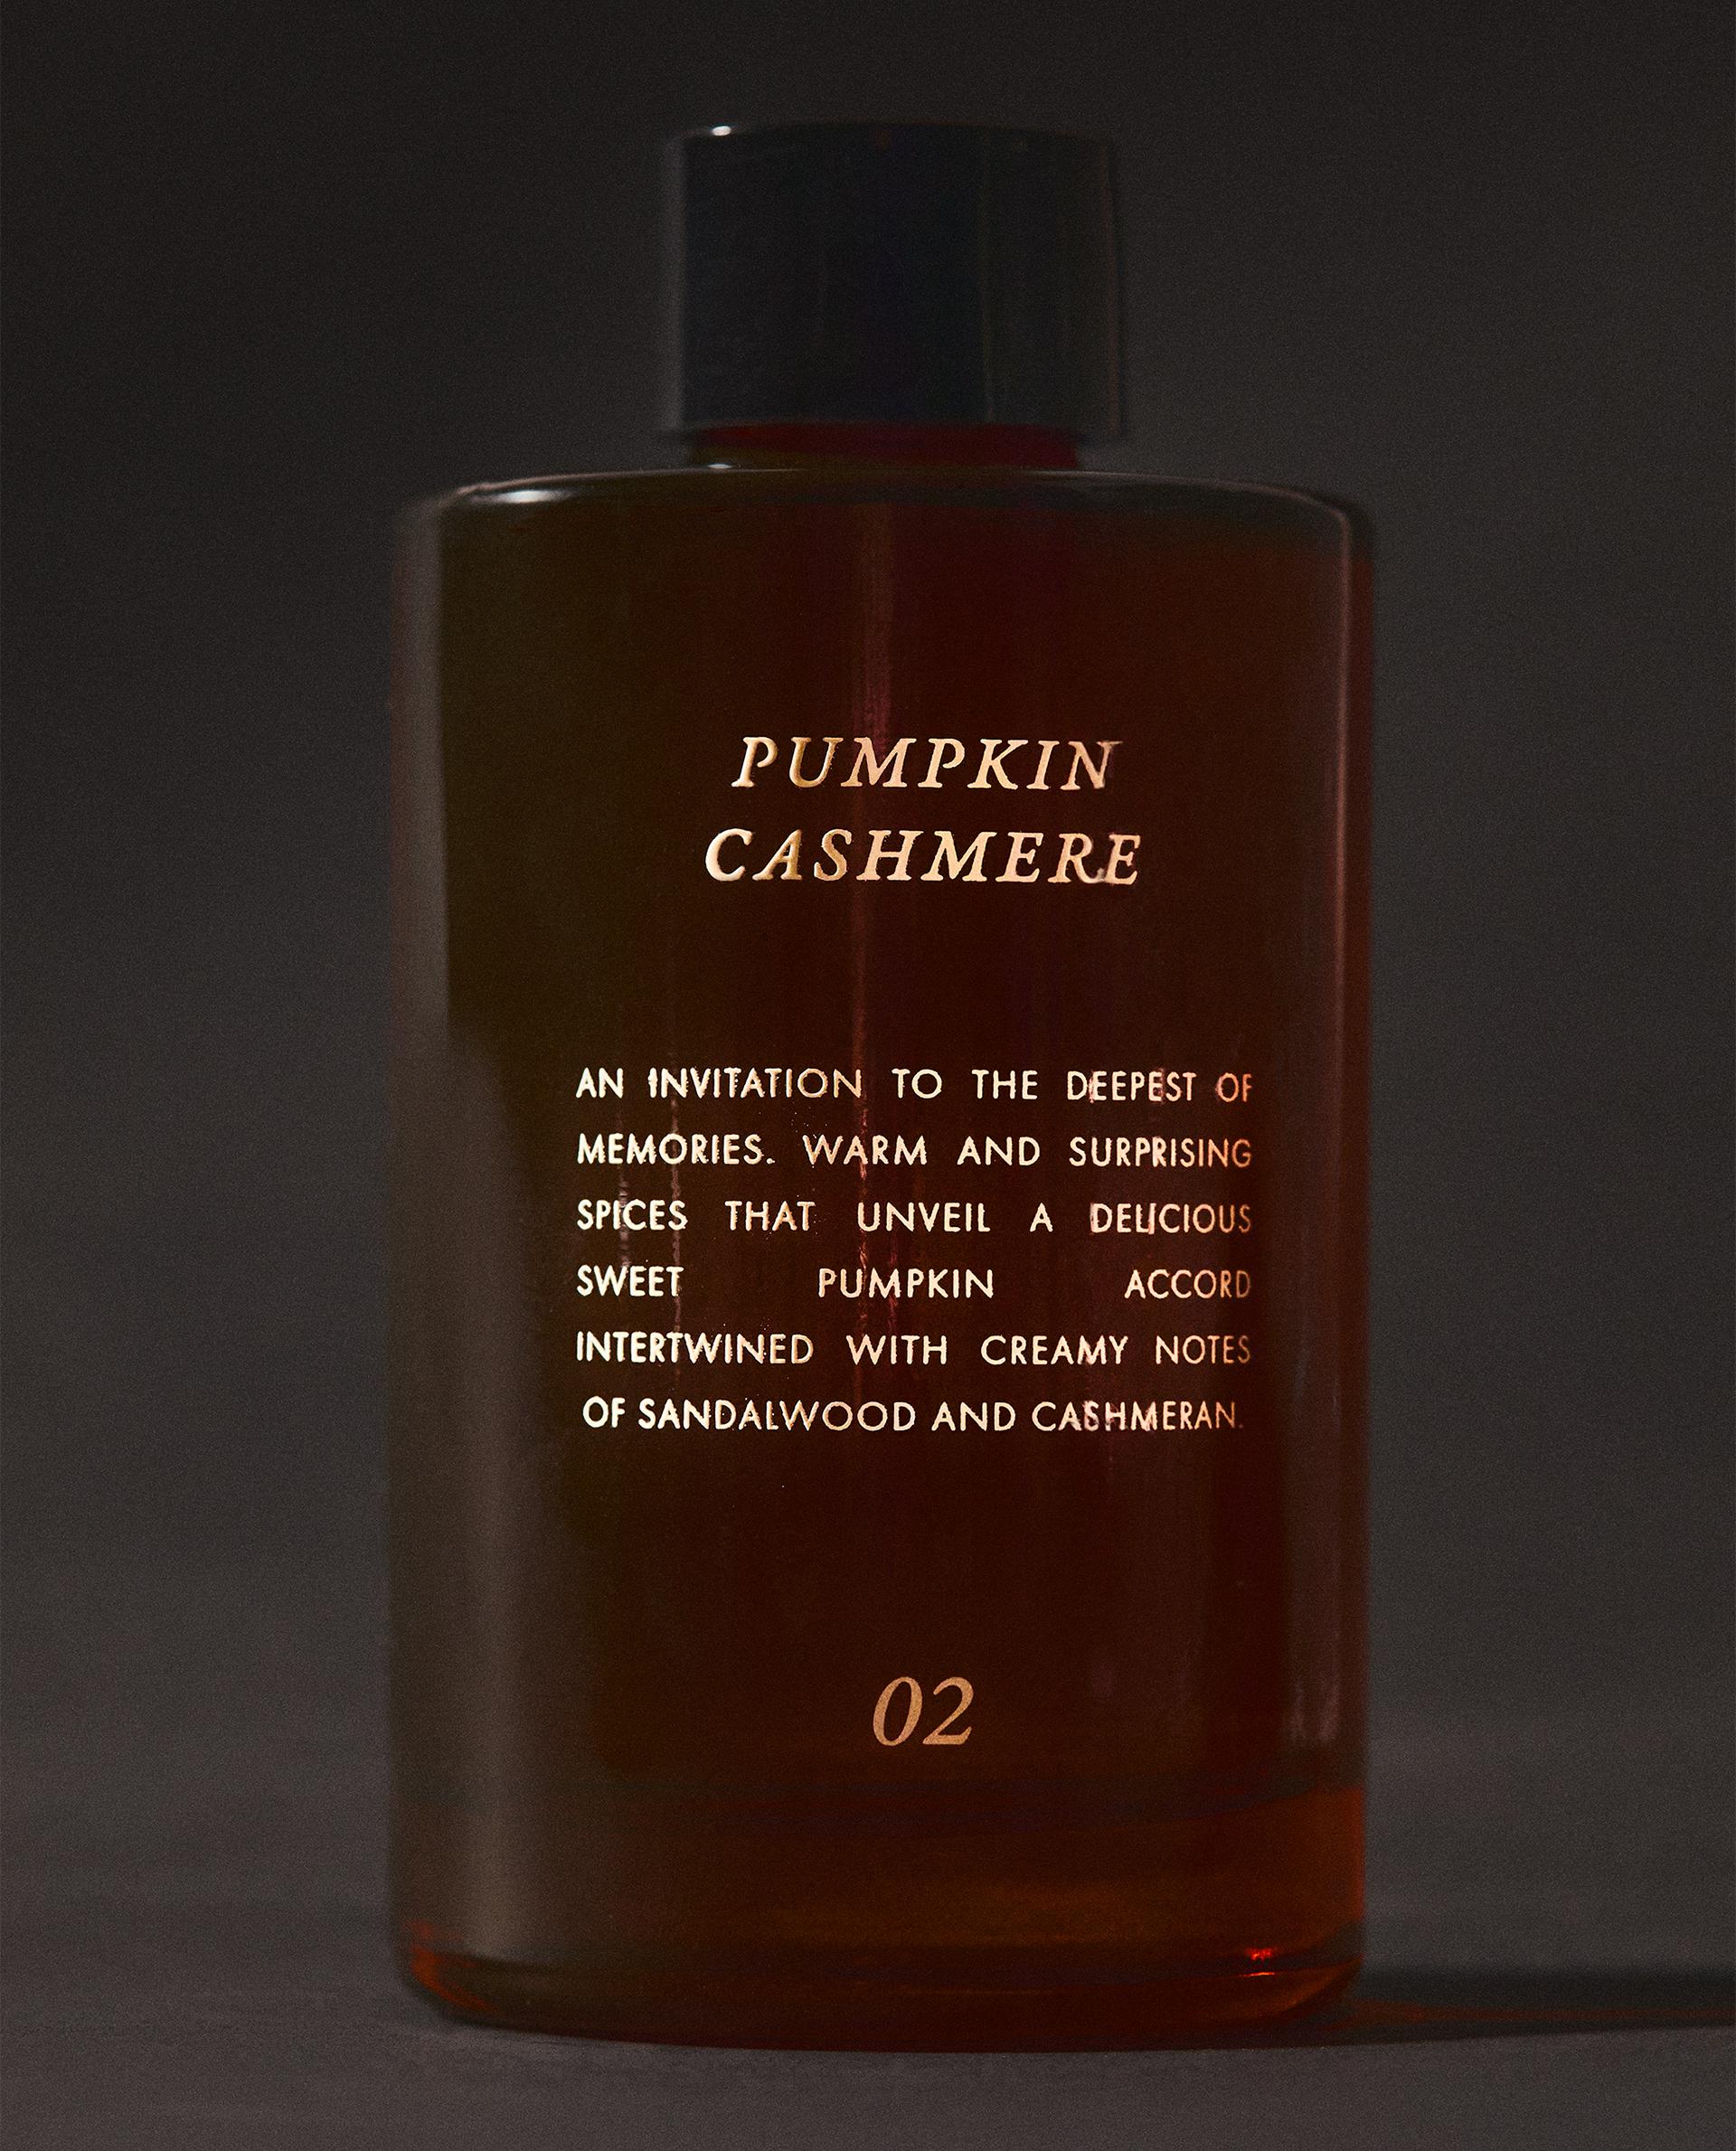 PUMPKIN
CASHMERE
AN INVITATION TO THE DEEPEST OF
MEMORIES. WARM AND SURPRISING
SPICES THAT UNVEIL A DELICIOUS
SWEET PUMPKIN ACCORD
INTERTWINED WITH CREAMY NOTES
OF SANDALWOOD AND CASHMERAN.
02